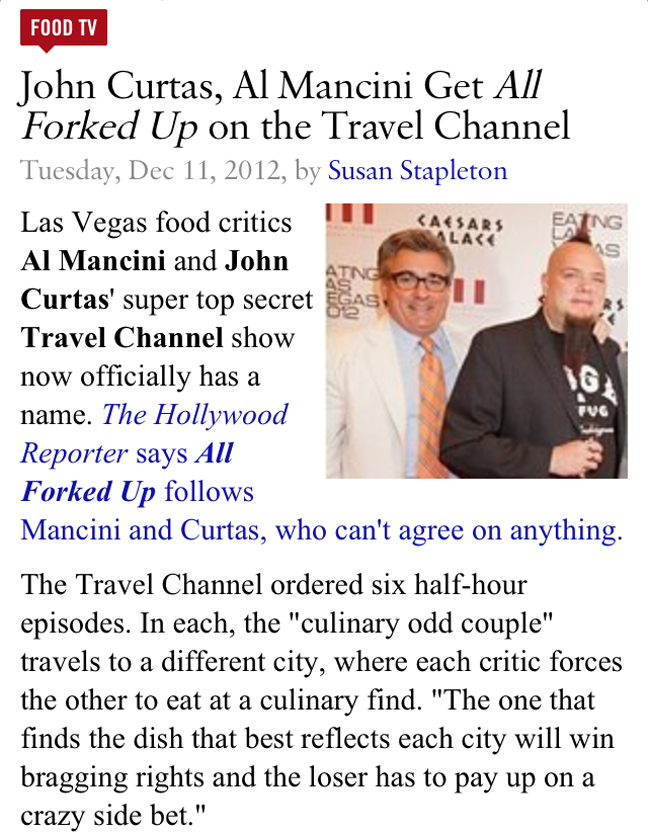 FOOD TV
John Curtas, Al Mancini Get All
Forked Up on the Travel Channel
Tuesday, Dec 11, 2012, by Susan Stapleton
Las Vegas food critics
Al Mancini and John
Curtas' super top secret
Travel Channel show
now officially has a
name. The Hollywood
Reporter says All
Forked Up follows
Mancini and Curtas, who can't agree on anything.
CAESARS
PALACE
EATING
LAS
VEGAS
2012
EATING
The Travel Channel ordered six half-hour
episodes. In each, the "culinary odd couple"
travels to a different city, where each critic forces
the other to eat at a culinary find. "The one that
finds the dish that best reflects each city will win
bragging rights and the loser has to pay up on a
crazy side bet."